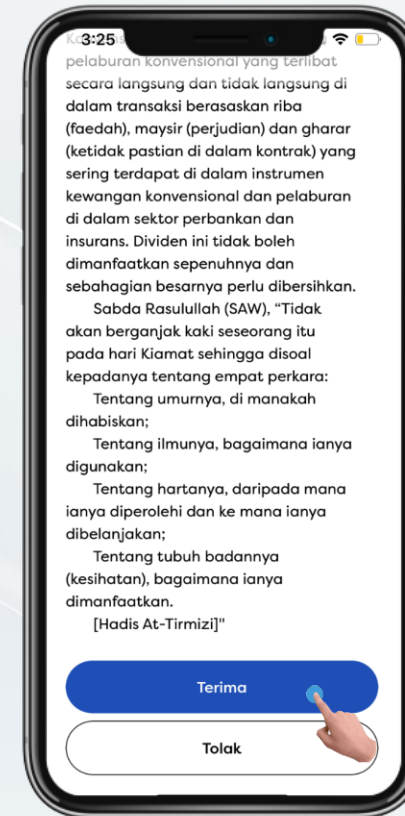 3:25
pelaburan konvensional yang terlibat
secara langsung dan tidak langsung di
dalam transaksi berasaskan riba
(faedah), maysir (perjudian) dan gharar
(ketidak pastian di dalam kontrak) yang
sering terdapat di dalam instrumen
kewangan konvensional dan pelaburan
di dalam sektor perbankan dan
insurans. Dividen ini tidak boleh
dimanfaatkan sepenuhnya dan
sebahagian besarnya perlu dibersihkan.
Sabda Rasulullah (SAW), “Tidak
akan berganjak kaki seseorang itu
pada hari Kiamat sehingga disoal
kepadanya tentang empat perkara:
Tentang umurnya, di manakah
dihabiskan;
Tentang ilmunya, bagaimana ianya
digunakan;
Tentang hartanya, daripada mana
ianya diperolehi dan ke mana ianya
dibelanjakan;
Tentang tubuh badannya
(kesihatan), bagaimana ianya
dimanfaatkan.
[Hadis At-Tirmizi]"
Terima
Tolak